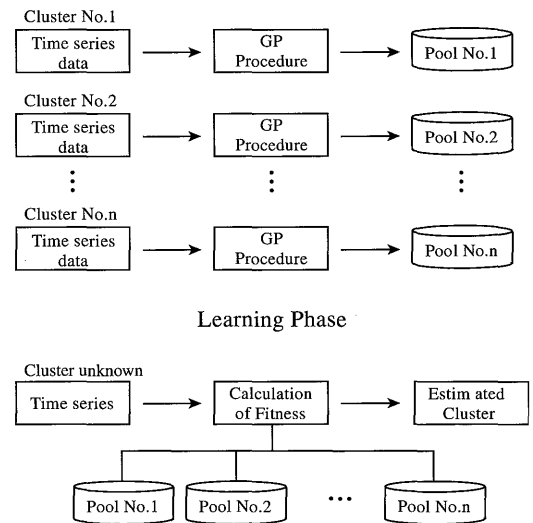 Cluster No.1
Time series
data
GP
Procedure
Pool No.1
Cluster No.2
Time series
data
GP
Procedure
Pool No.2
Cluster No.n
Time series
data
GP
Procedure
Pool No.n
Learning Phase
Cluster unknown
Time series
Calculation
of Fitness
Estim ated
Cluster
Pool No.1
Pool No.2
Pool No.n